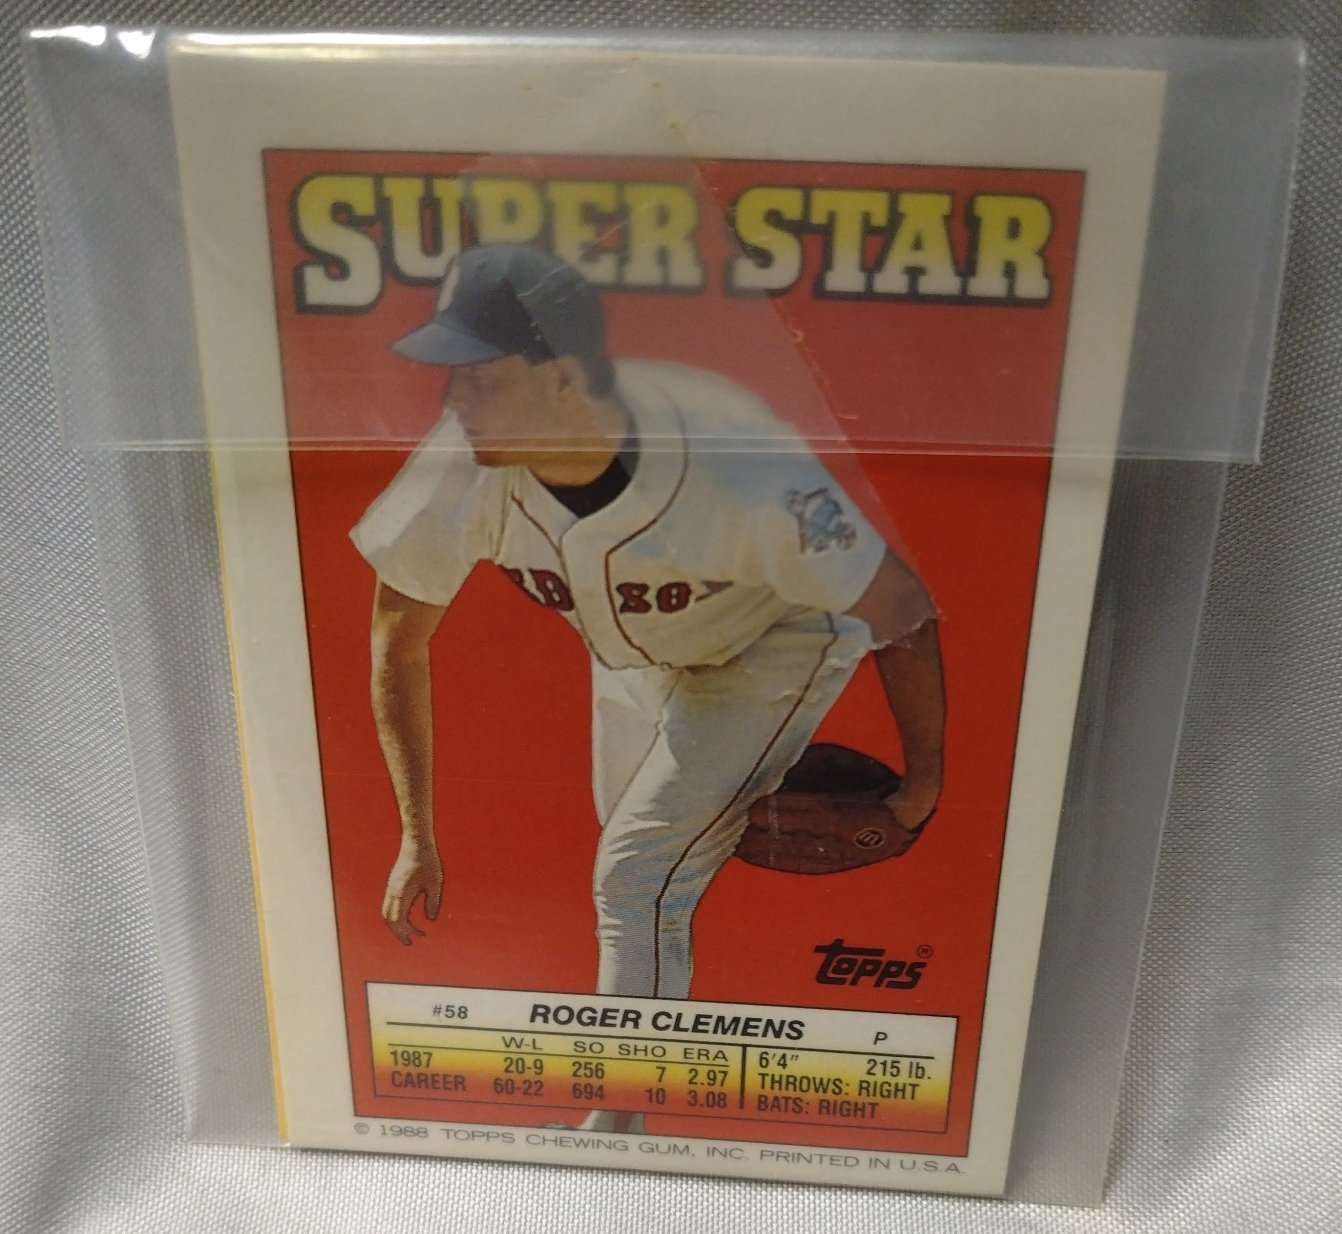 SUPER STAR
B
RED SOX
m
Topps®
#58 ROGER CLEMENS P
W-L SO SHO ERA
1987 20-9 256 7 2.97
CAREER 60-22 694 10 3.08
6'4" 215 lb.
THROWS: RIGHT
BATS: RIGHT
© 1988 TOPPS CHEWING GUM, INC. PRINTED IN U.S.A.